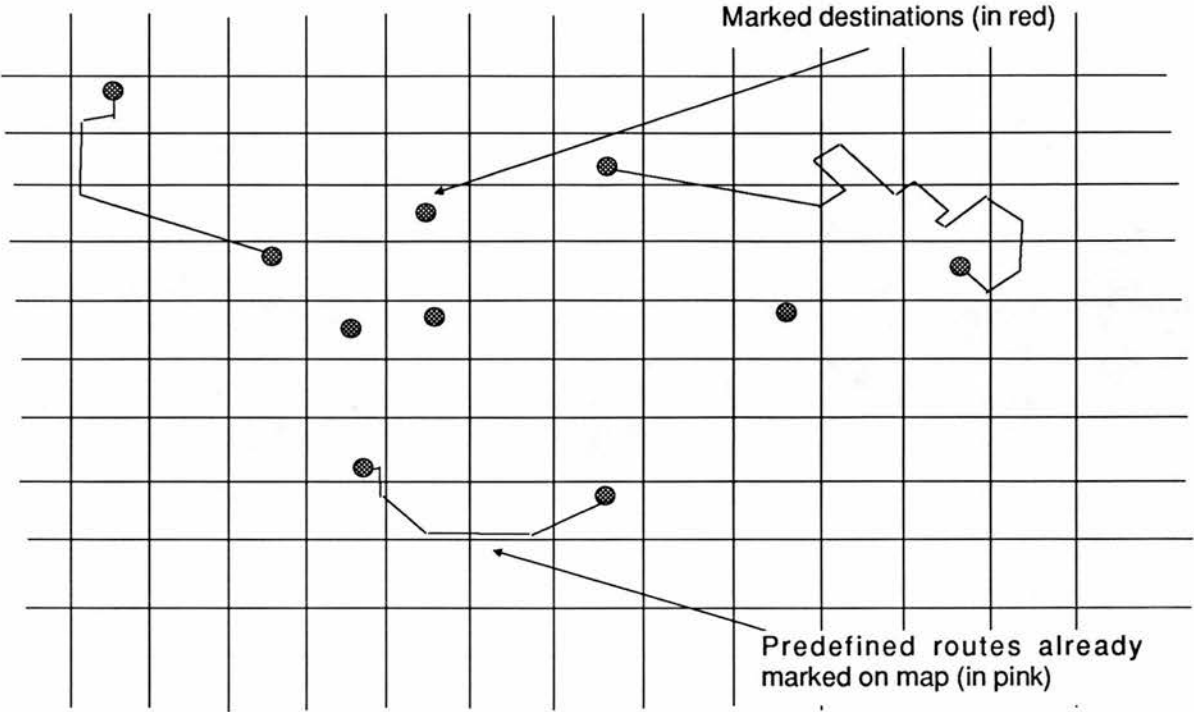 Marked destinations (in red)
Predefined routes already
marked on map (in pink)